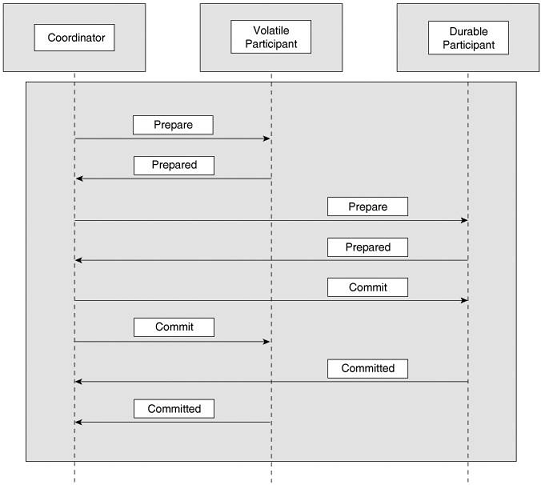 Coordinator
Volatile
Participant
Durable
Participant
Prepare
Prepared
Prepare
Prepared
Commit
Commit
Committed
Committed